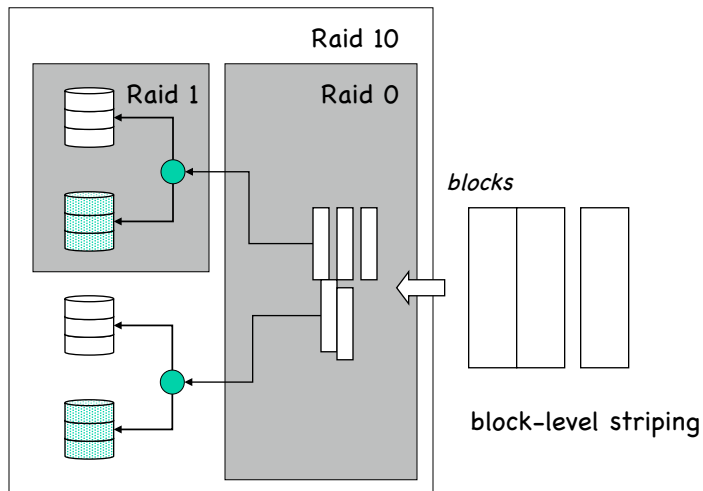 Raid 10
Raid 1
Raid 0
blocks
block-level striping